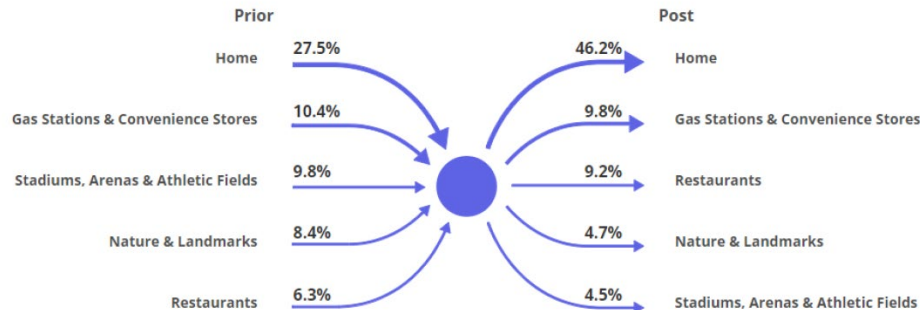 Prior
Post
Home
27.5%
46.2%
Home
Gas Stations & Convenience Stores
10.4%
9.8%
Gas Stations & Convenience Stores
Stadiums, Arenas & Athletic Fields
9.8%
9.2%
Restaurants
Nature & Landmarks
8.4%
4.7%
Nature & Landmarks
Restaurants
6.3%
4.5%
Stadiums, Arenas & Athletic Fields